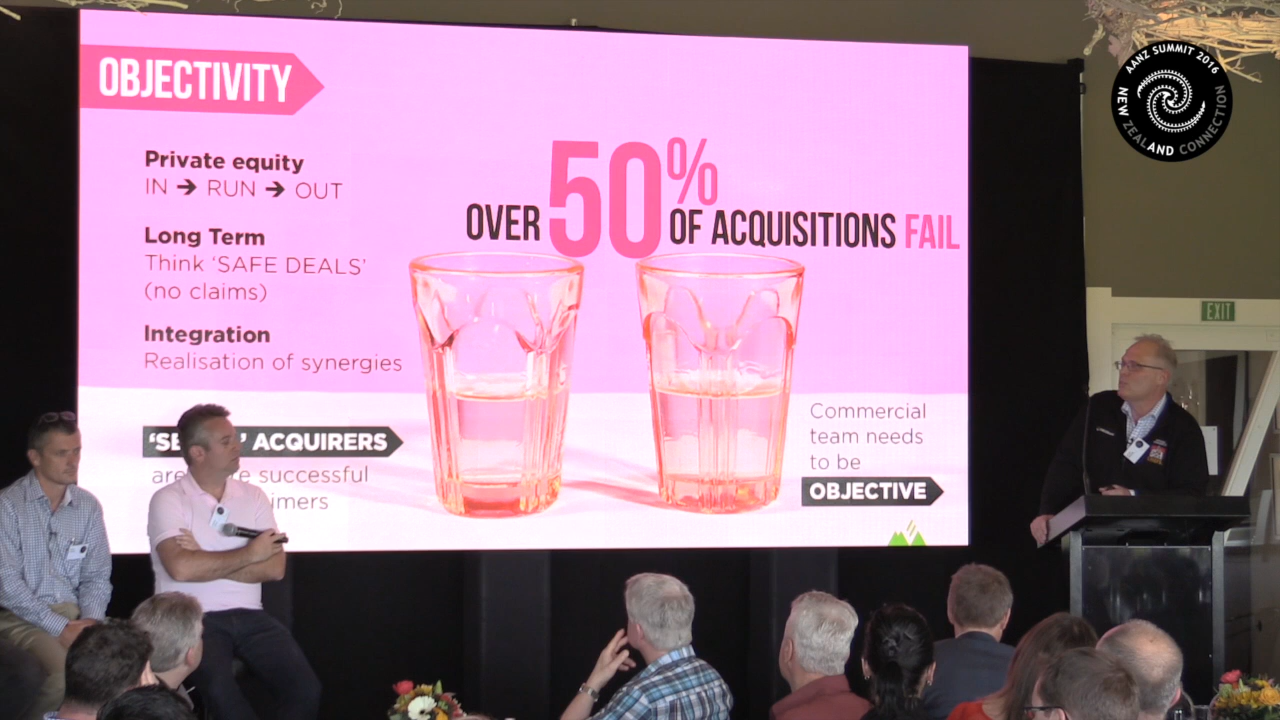 OBJECTIVITY
Private equity
IN → RUN → OUT
Long Term
Think ‘SAFE DEALS’
(no claims)
Integration
Realisation of synergies
ACQUIRERS
successful
OVER 50% OF ACQUISITIONS FAIL
Commercial
team needs
to be
OBJECTIVE
AANZ SUMMIT 2016
NEW ZEALAND CONNECTION
EXIT